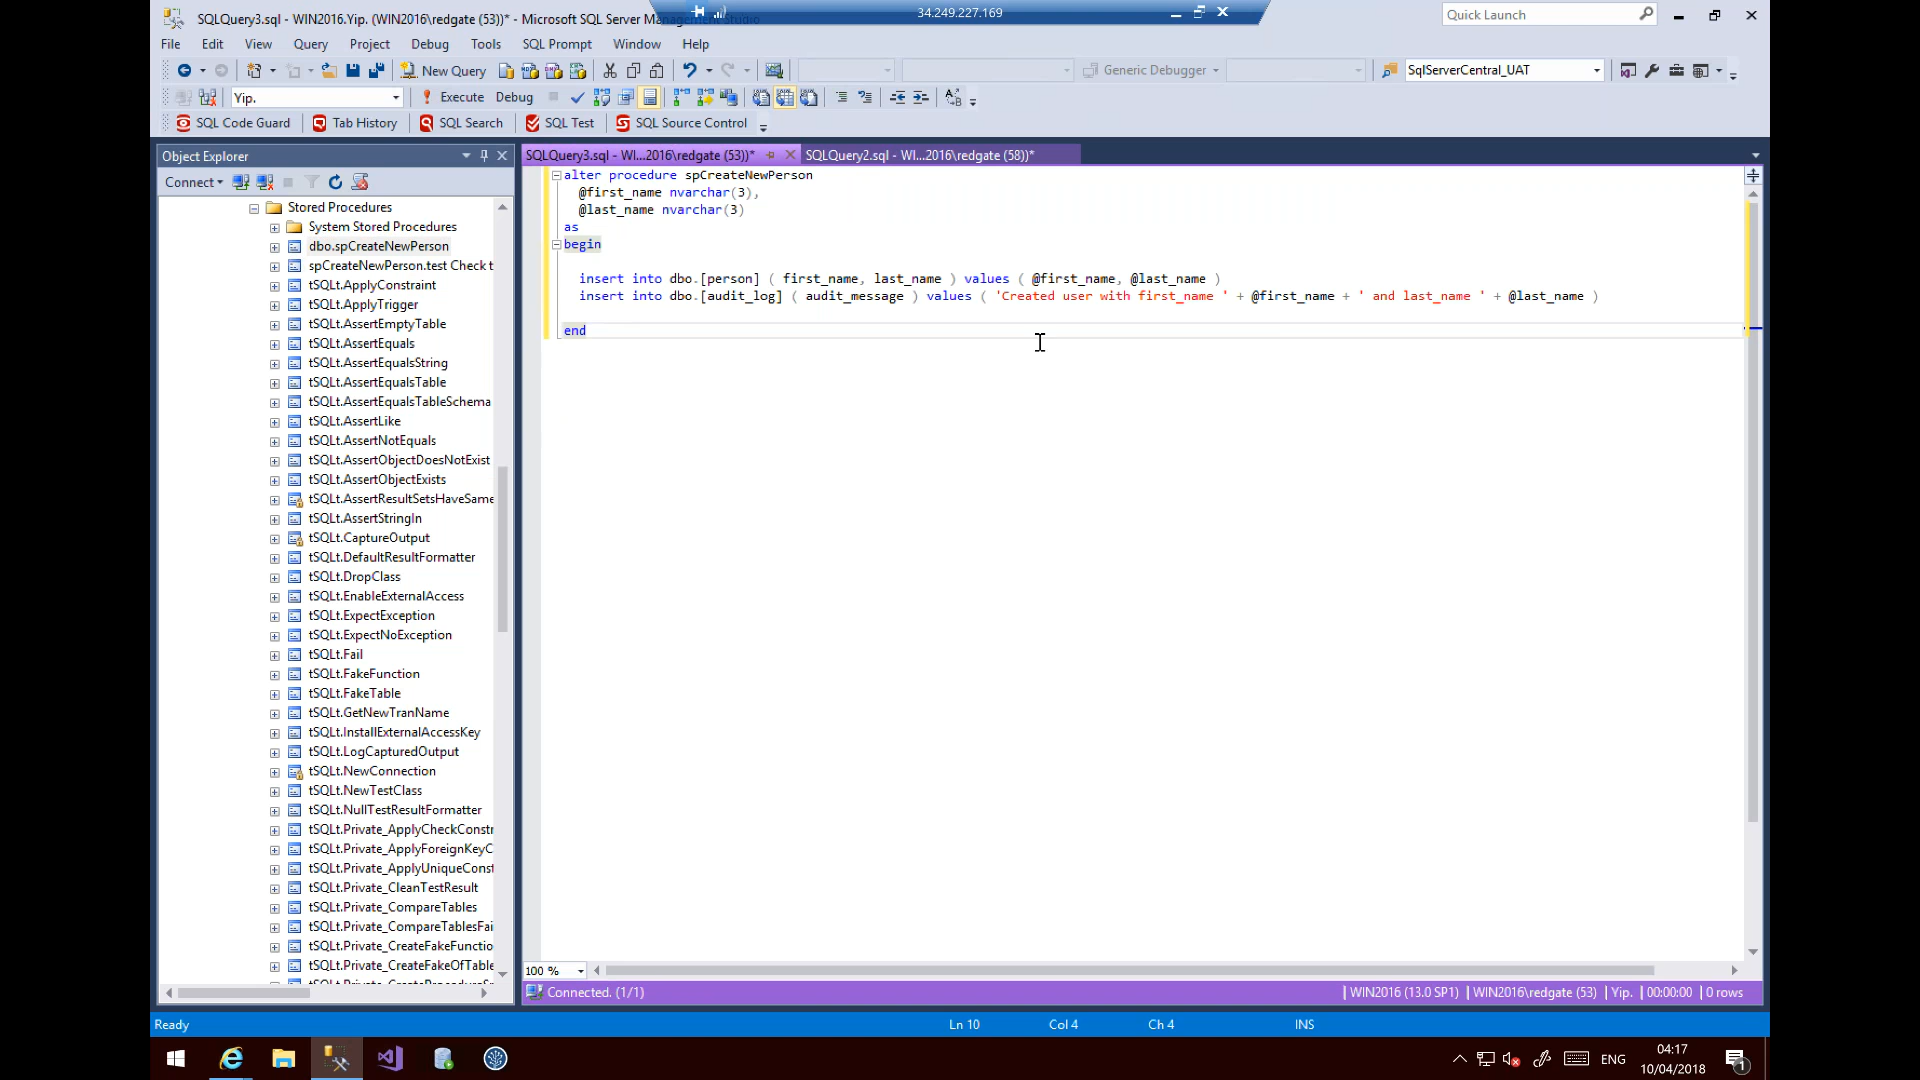 SQLQuery3.sql - WIN2016.Yip. (WIN2016\redgate (53))* - Microsoft SQL Server Management Studio
34.249.227.169
Quick Launch
File Edit View Query Project Debug Tools SQL Prompt Window Help
New Query
Generic Debugger
SqlServerCentral_UAT
Yip.
Execute Debug
SQL Code Guard Tab History SQL Search SQL Test SQL Source Control
Object Explorer
SQLQuery3.sql - WI...2016\redgate (53))*
SQLQuery2.sql - WI...2016\redgate (58))*
Connect
Stored Procedures
System Stored Procedures
dbo.spCreateNewPerson
spCreateNewPerson.test Check t
tSQLt.ApplyConstraint
tSQLt.ApplyTrigger
tSQLt.AssertEmptyTable
tSQLt.AssertEquals
tSQLt.AssertEqualsString
tSQLt.AssertEqualsTable
tSQLt.AssertEqualsTableSchema
tSQLt.AssertLike
tSQLt.AssertNotEquals
tSQLt.AssertObjectDoesNotExist
tSQLt.AssertObjectExists
tSQLt.AssertResultSetsHaveSame
tSQLt.AssertStringIn
tSQLt.CaptureOutput
tSQLt.DefaultResultFormatter
tSQLt.DropClass
tSQLt.EnableExternalAccess
tSQLt.ExpectException
tSQLt.ExpectNoException
tSQLt.Fail
tSQLt.FakeFunction
tSQLt.FakeTable
tSQLt.GetNewTranName
tSQLt.InstallExternalAccessKey
tSQLt.LogCapturedOutput
tSQLt.NewConnection
tSQLt.NewTestClass
tSQLt.NullTestResultFormatter
tSQLt.Private_ApplyCheckConstr
tSQLt.Private_ApplyForeignKeyC
tSQLt.Private_ApplyUniqueConst
tSQLt.Private_CleanTestResult
tSQLt.Private_CompareTables
tSQLt.Private_CompareTablesFai
tSQLt.Private_CreateFakeFunctio
tSQLt.Private_CreateFakeOfTable
alter procedure spCreateNewPerson
@first_name nvarchar(3),
@last_name nvarchar(3)
as
begin
insert into dbo.[person] ( first_name, last_name ) values ( @first_name, @last_name )
insert into dbo.[audit_log] ( audit_message ) values ( 'Created user with first_name ' + @first_name + ' and last_name ' + @last_name )
end
100 %
Connected. (1/1)
WIN2016 (13.0 SP1) WIN2016\redgate (53) Yip. 00:00:00 0 rows
Ready
Ln 10
Col 4
Ch 4
INS
ENG
04:17
10/04/2018
1